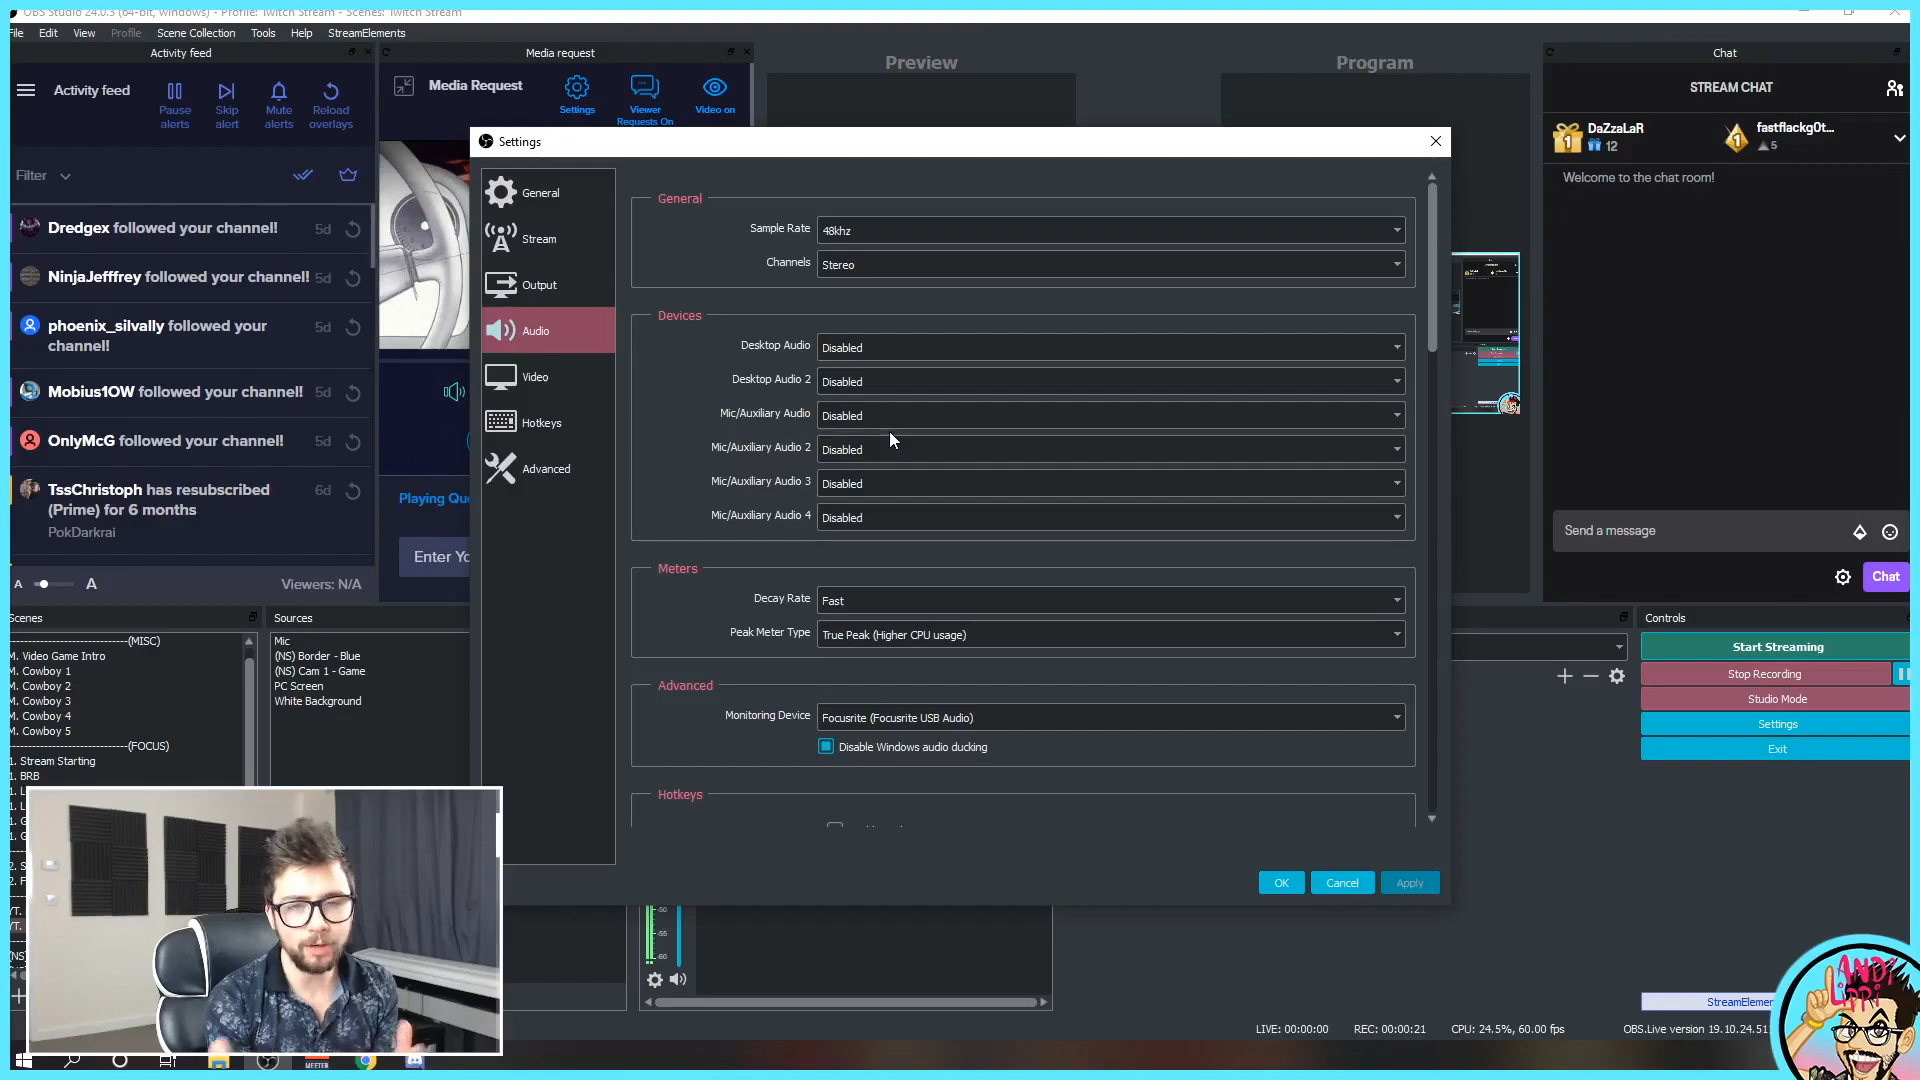 OBS Studio 24.0.3 (64-bit, windows) - Profile: Twitch Stream - Scenes: Twitch Stream
File Edit View Profile Scene Collection Tools Help StreamElements
Activity feed
Media request
Preview
Program
Chat
Activity feed
Pause alerts
Skip alert
Mute alerts
Reload overlays
Media Request
Settings
Viewer Requests On
Video on
STREAM CHAT
1 DaZzaLaR
12
1 fastflackg0t...
5
Welcome to the chat room!
Filter
Dredgex followed your channel! 5d
NinjaJefffrey followed your channel! 5d
phoenix_silvally followed your channel! 5d
Mobius1OW followed your channel! 5d
OnlyMcG followed your channel! 5d
TssChristoph has resubscribed (Prime) for 6 months 6d
PokDarkrai
A A Viewers: N/A
Playing Qu
Enter Yo
Settings
General
Stream
Output
Audio
Video
Hotkeys
Advanced
General
Sample Rate 48khz
Channels Stereo
Devices
Desktop Audio Disabled
Desktop Audio 2 Disabled
Mic/Auxiliary Audio Disabled
Mic/Auxiliary Audio 2 Disabled
Mic/Auxiliary Audio 3 Disabled
Mic/Auxiliary Audio 4 Disabled
Meters
Decay Rate Fast
Peak Meter Type True Peak (Higher CPU usage)
Advanced
Monitoring Device Focusrite (Focusrite USB Audio)
Disable Windows audio ducking
Hotkeys
OK Cancel Apply
Send a message
Chat
Scenes
-(MISC)
M. Video Game Intro
M. Cowboy 1
M. Cowboy 2
M. Cowboy 3
M. Cowboy 4
M. Cowboy 5
-(FOCUS)
1. Stream Starting
1. BRB
Sources
Mic
(NS) Border - Blue
(NS) Cam 1 - Game
PC Screen
White Background
Controls
Start Streaming
Stop Recording
Studio Mode
Settings
Exit
-50
-55
-60
StreamElemen
LIVE: 00:00:00 REC: 00:00:21 CPU: 24.5%, 60.00 fps OBS.Live version 19.10.24.51
MEETER
ANDI
LIPPI